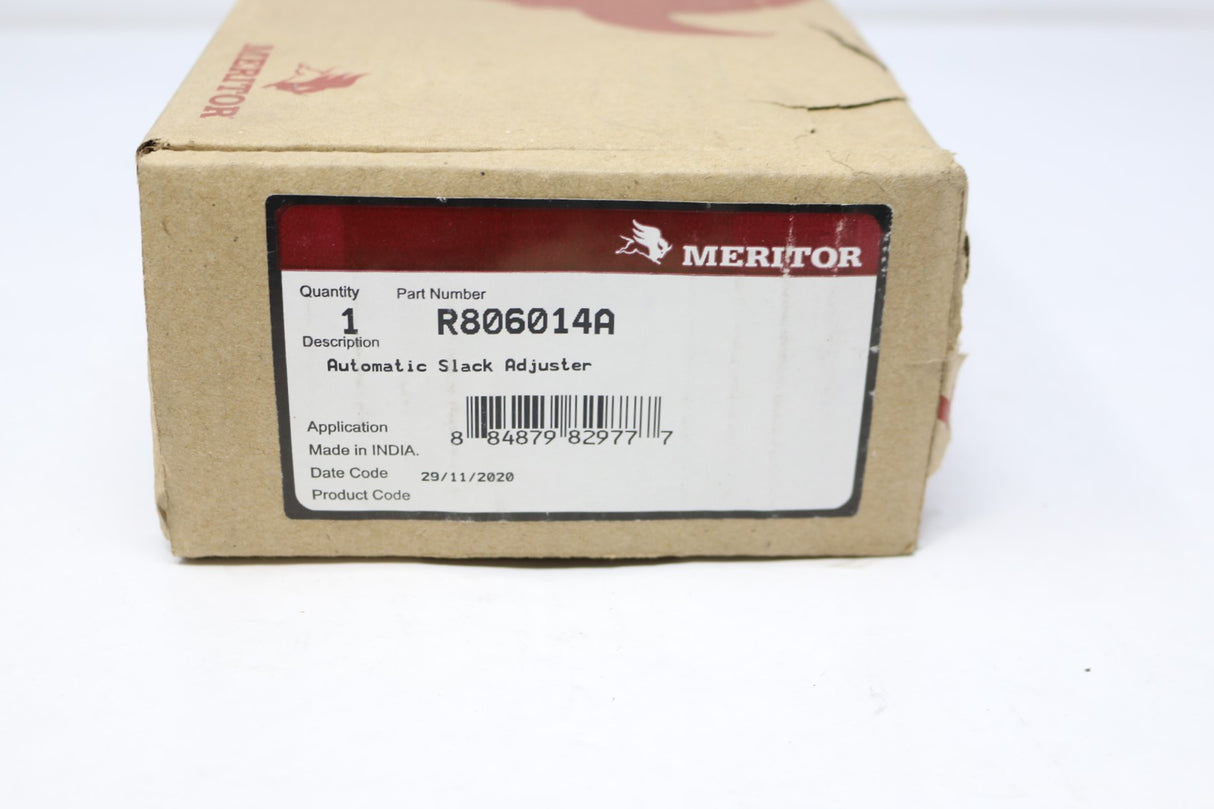 MERITOR
MERITOR
Quantity Part Number
1 R806014A
Description
Automatic Slack Adjuster
Application
8 84879 82977 7
Made in INDIA.
Date Code 29/11/2020
Product Code